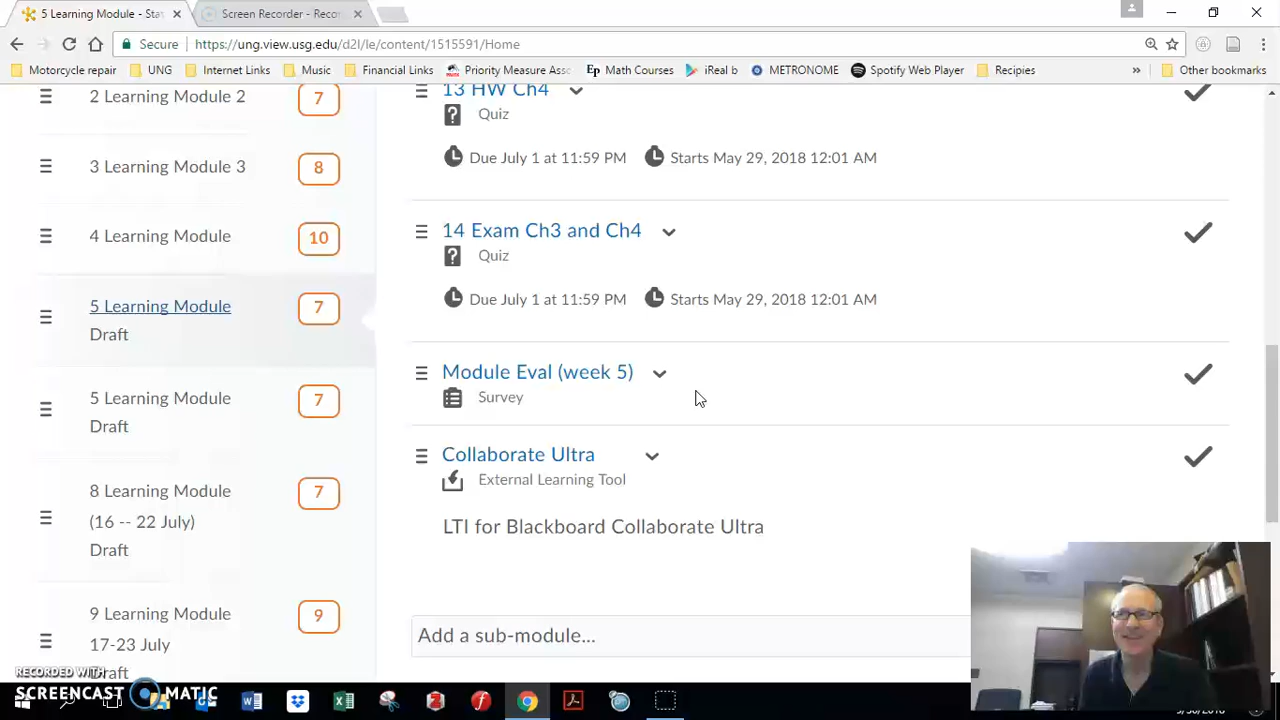 5 Learning Module - Sta
Screen Recorder - Reco
Secure
https://ung.view.usg.edu/d2l/le/content/1515591/Home
Motorcycle repair
UNG
Internet Links
Music
Financial Links
Priority Measure Ass
Ep Math Courses
iReal b
METRONOME
Spotify Web Player
Recipies
»
Other bookmarks
2 Learning Module 2
7
3 Learning Module 3
8
4 Learning Module
10
5 Learning Module
7
Draft
5 Learning Module
7
Draft
8 Learning Module
7
(16 -- 22 July)
Draft
9 Learning Module
9
17-23 July
Draft
13 HW Ch4
Quiz
Due July 1 at 11:59 PM
Starts May 29, 2018 12:01 AM
14 Exam Ch3 and Ch4
Quiz
Due July 1 at 11:59 PM
Starts May 29, 2018 12:01 AM
Module Eval (week 5)
Survey
Collaborate Ultra
External Learning Tool
LTI for Blackboard Collaborate Ultra
Add a sub-module...
RECORDED WITH
SCREENCAST MATIC